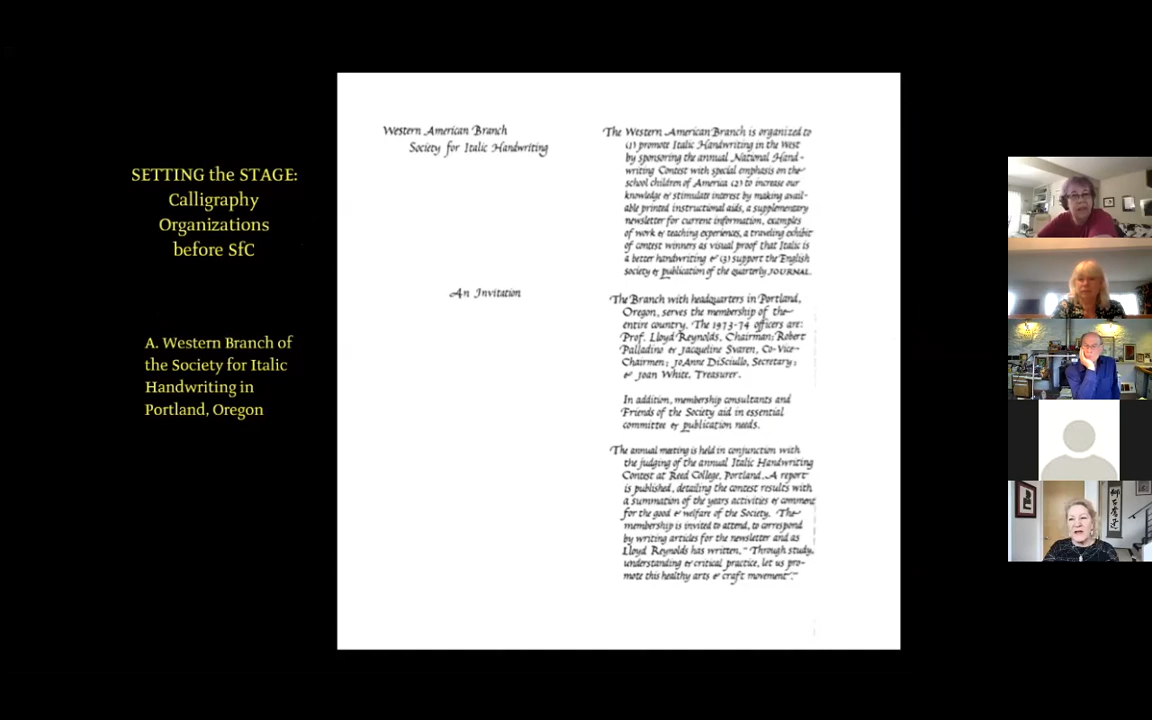 SETTING the STAGE:
Calligraphy
Organizations
before SfC
A. Western Branch of
the Society for Italic
Handwriting in
Portland, Oregon
Western American Branch
Society for Italic Handwriting
An Invitation
The Western American Branch is organized to
(1) promote Italic Handwriting in the West
by sponsoring the annual National Hand-
writing Contest with special emphasis on the
school children of America (2) to increase our
knowledge & stimulate interest by making avail-
able printed instructional aids, a supplementary
newsletter for current information, examples
of work & teaching experiences, a traveling exhibit
of contest winners as visual proof that Italic is
a better handwriting & (3) support the English
society & publication of the quarterly JOURNAL.
The Branch with headquarters in Portland,
Oregon, serves the membership of the
entire country. The 1973-74 officers are:
Prof. Lloyd Reynolds, Chairman; Robert
Palladino & Jacqueline Svaren, Co-Vice-
Chairmen; JoAnne DiSciullo, Secretary;
& Joan White, Treasurer.
In addition, membership consultants and
Friends of the Society aid in essential
committee & publication needs.
The annual meeting is held in conjunction with
the judging of the annual Italic Handwriting
Contest at Reed College, Portland. A report
is published, detailing the contest results with
a summation of the years activities & comment
for the good & welfare of the Society. The
membership is invited to attend, to correspond
by writing articles for the newsletter and as
Lloyd Reynolds has written, "Through study,
understanding & critical practice, let us pro-
mote this healthy arts & craft movement".